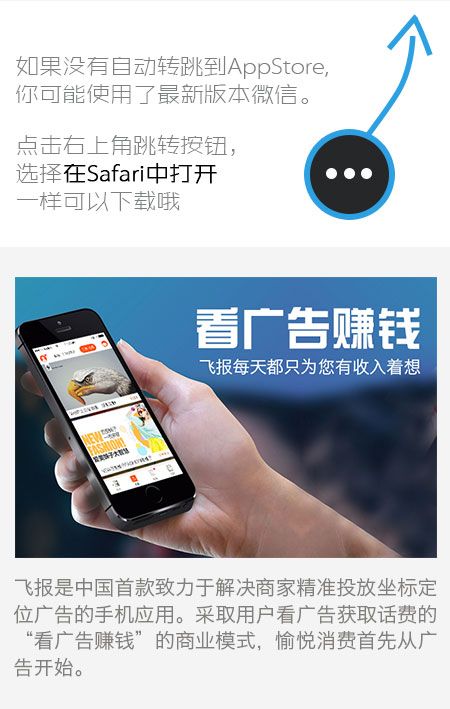 如果没有自动转跳到AppStore,
你可能使用了最新版本微信。
点击右上角跳转按钮，
选择在Safari中打开
一样可以下载哦
看广告赚钱
飞报每天都只为您有收入着想
NEW
FASHION!
飞报是中国首款致力于解决商家精准投放坐标定
位广告的手机应用。采取用户看广告获取话费的
“看广告赚钱”的商业模式，愉悦消费首先从广
告开始。